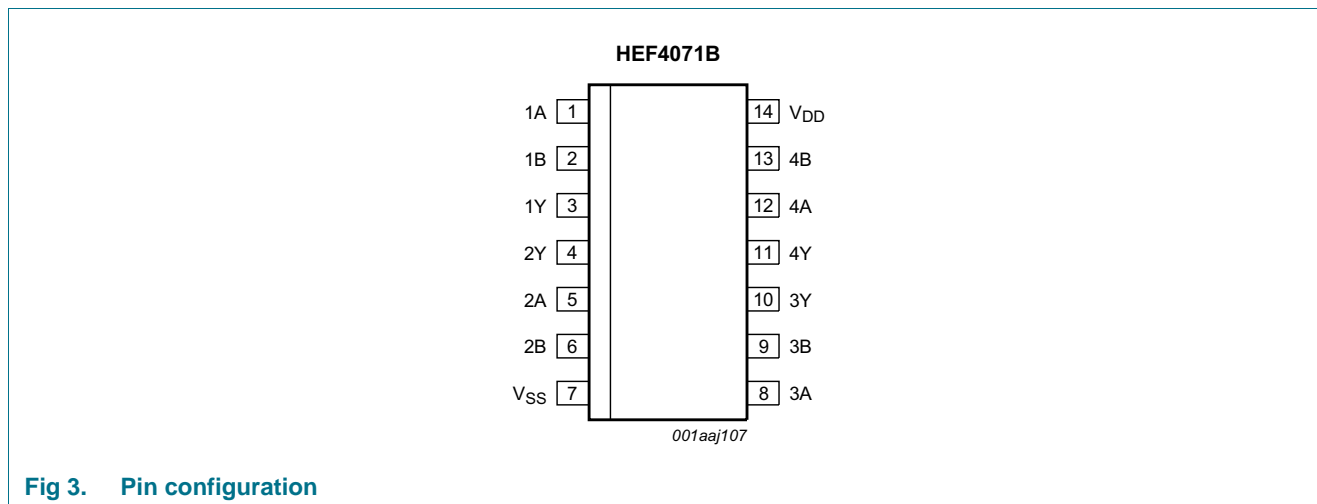 HEF4071B
1A 1 14 VDD
1B 2 13 4B
1Y 3 12 4A
2Y 4 11 4Y
2A 5 10 3Y
2B 6 9 3B
VSS 7 8 3A
001aaj107
Fig 3. Pin configuration